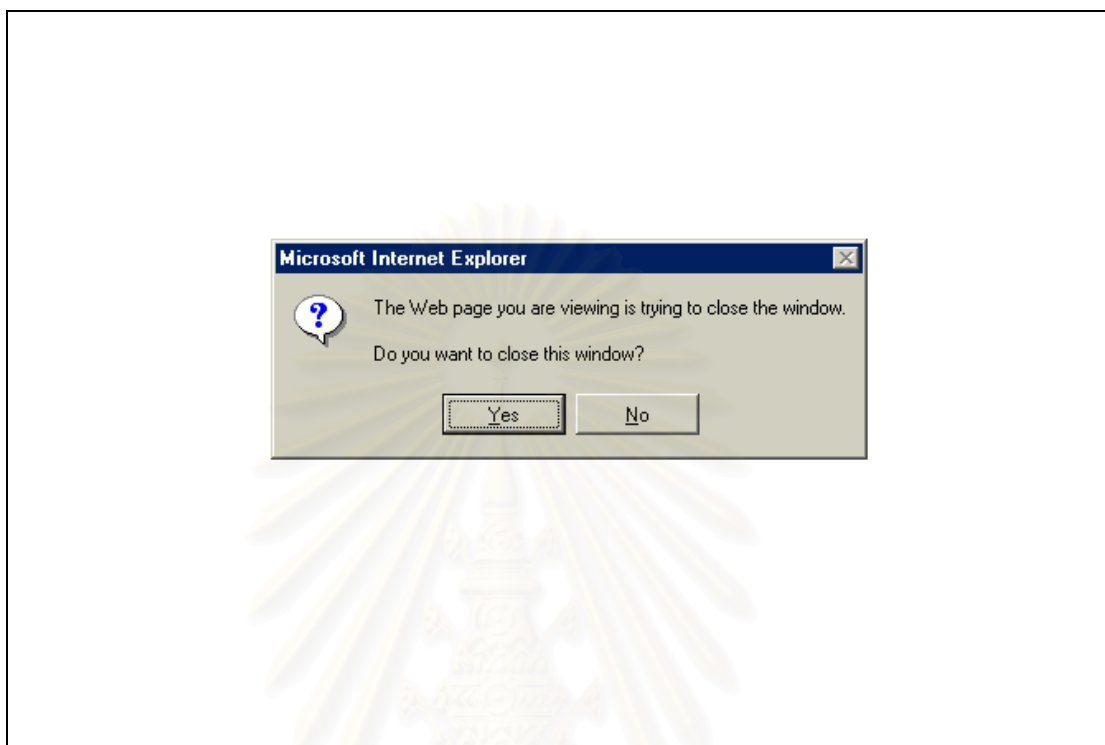 Microsoft Internet Explorer
The Web page you are viewing is trying to close the window.
Do you want to close this window?
Yes No